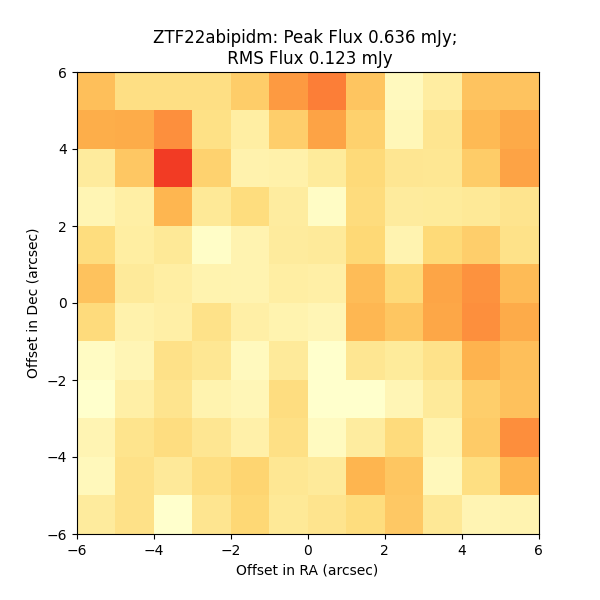 ZTF22abipidm: Peak Flux 0.636 mJy;
RMS Flux 0.123 mJy
6
4
2
0
−2
−4
−6
Offset in Dec (arcsec)
−6 −4 −2 0 2 4 6
Offset in RA (arcsec)